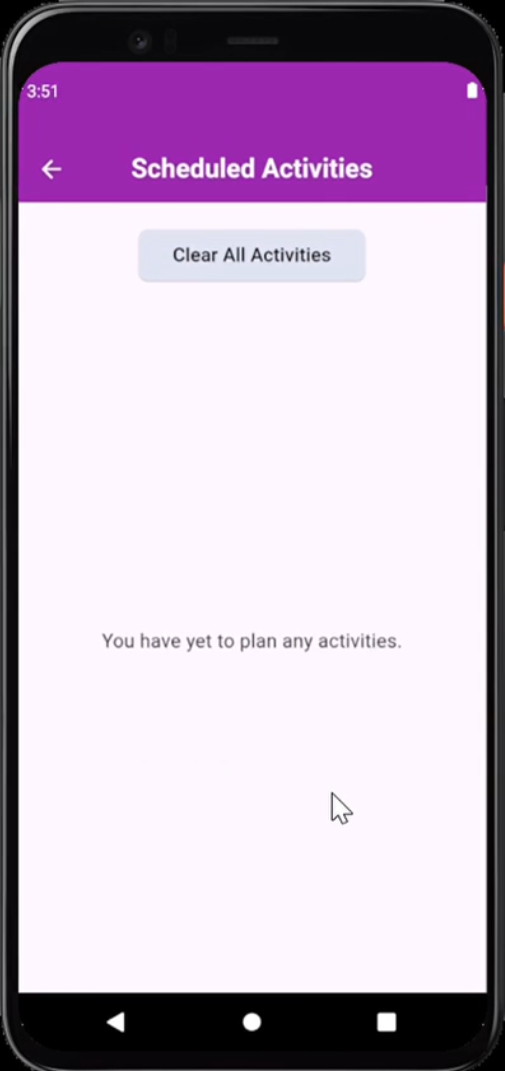 3:51
Scheduled Activities
Clear All Activities
You have yet to plan any activities.